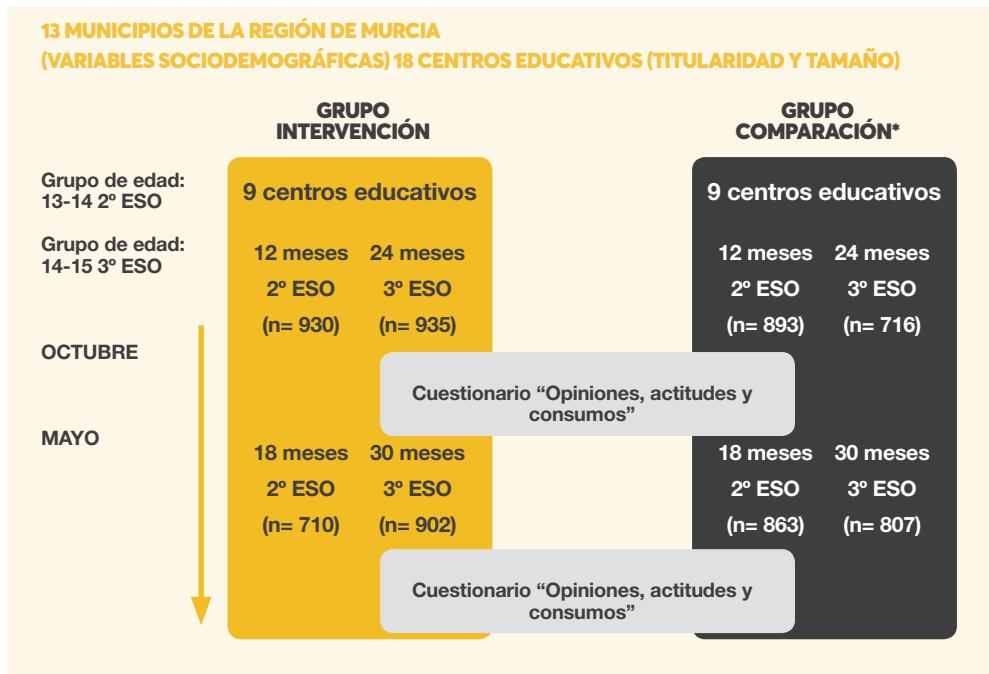 13 MUNICIPIOS DE LA REGIÓN DE MURCIA
(VARIABLES SOCIODEMOGRÁFICAS) 18 CENTROS EDUCATIVOS (TITULARIDAD Y TAMAÑO)
GRUPO
INTERVENCIÓN
GRUPO
COMPARACIÓN*
Grupo de edad:
13-14 2º ESO
Grupo de edad:
14-15 3º ESO
OCTUBRE
MAYO
9 centros educativos
12 meses 24 meses
2º ESO 3º ESO
(n= 930) (n= 935)
9 centros educativos
12 meses 24 meses
2º ESO 3º ESO
(n= 893) (n= 716)
Cuestionario “Opiniones, actitudes y
consumos”
18 meses 30 meses
2º ESO 3º ESO
(n= 710) (n= 902)
18 meses 30 meses
2º ESO 3º ESO
(n= 863) (n= 807)
Cuestionario “Opiniones, actitudes y
consumos”